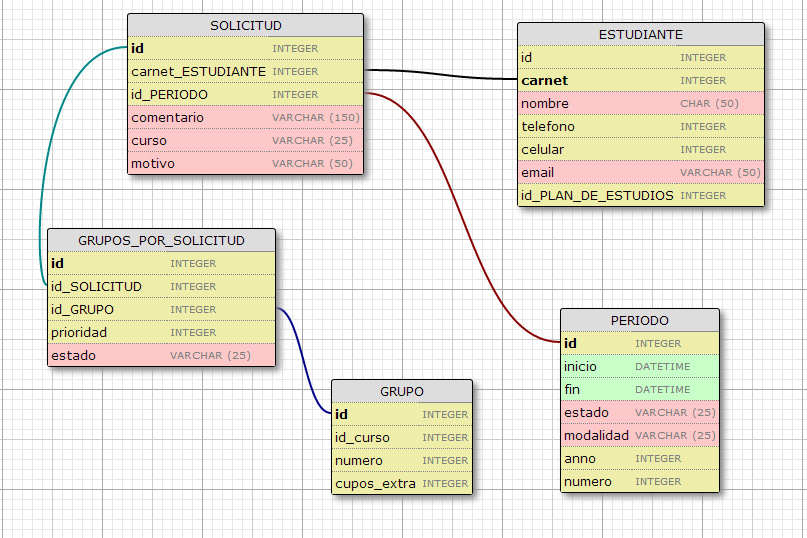 SOLICITUD
id INTEGER
carnet_ESTUDIANTE INTEGER
id_PERIODO INTEGER
comentario VARCHAR (150)
curso VARCHAR (25)
motivo VARCHAR (50)
ESTUDIANTE
id INTEGER
carnet INTEGER
nombre CHAR (50)
telefono INTEGER
celular INTEGER
email VARCHAR (50)
id_PLAN_DE_ESTUDIOS INTEGER
GRUPOS_POR_SOLICITUD
id INTEGER
id_SOLICITUD INTEGER
id_GRUPO INTEGER
prioridad INTEGER
estado VARCHAR (25)
GRUPO
id INTEGER
id_curso INTEGER
numero INTEGER
cupos_extra INTEGER
PERIODO
id INTEGER
inicio DATETIME
fin DATETIME
estado VARCHAR (25)
modalidad VARCHAR (25)
anno INTEGER
numero INTEGER